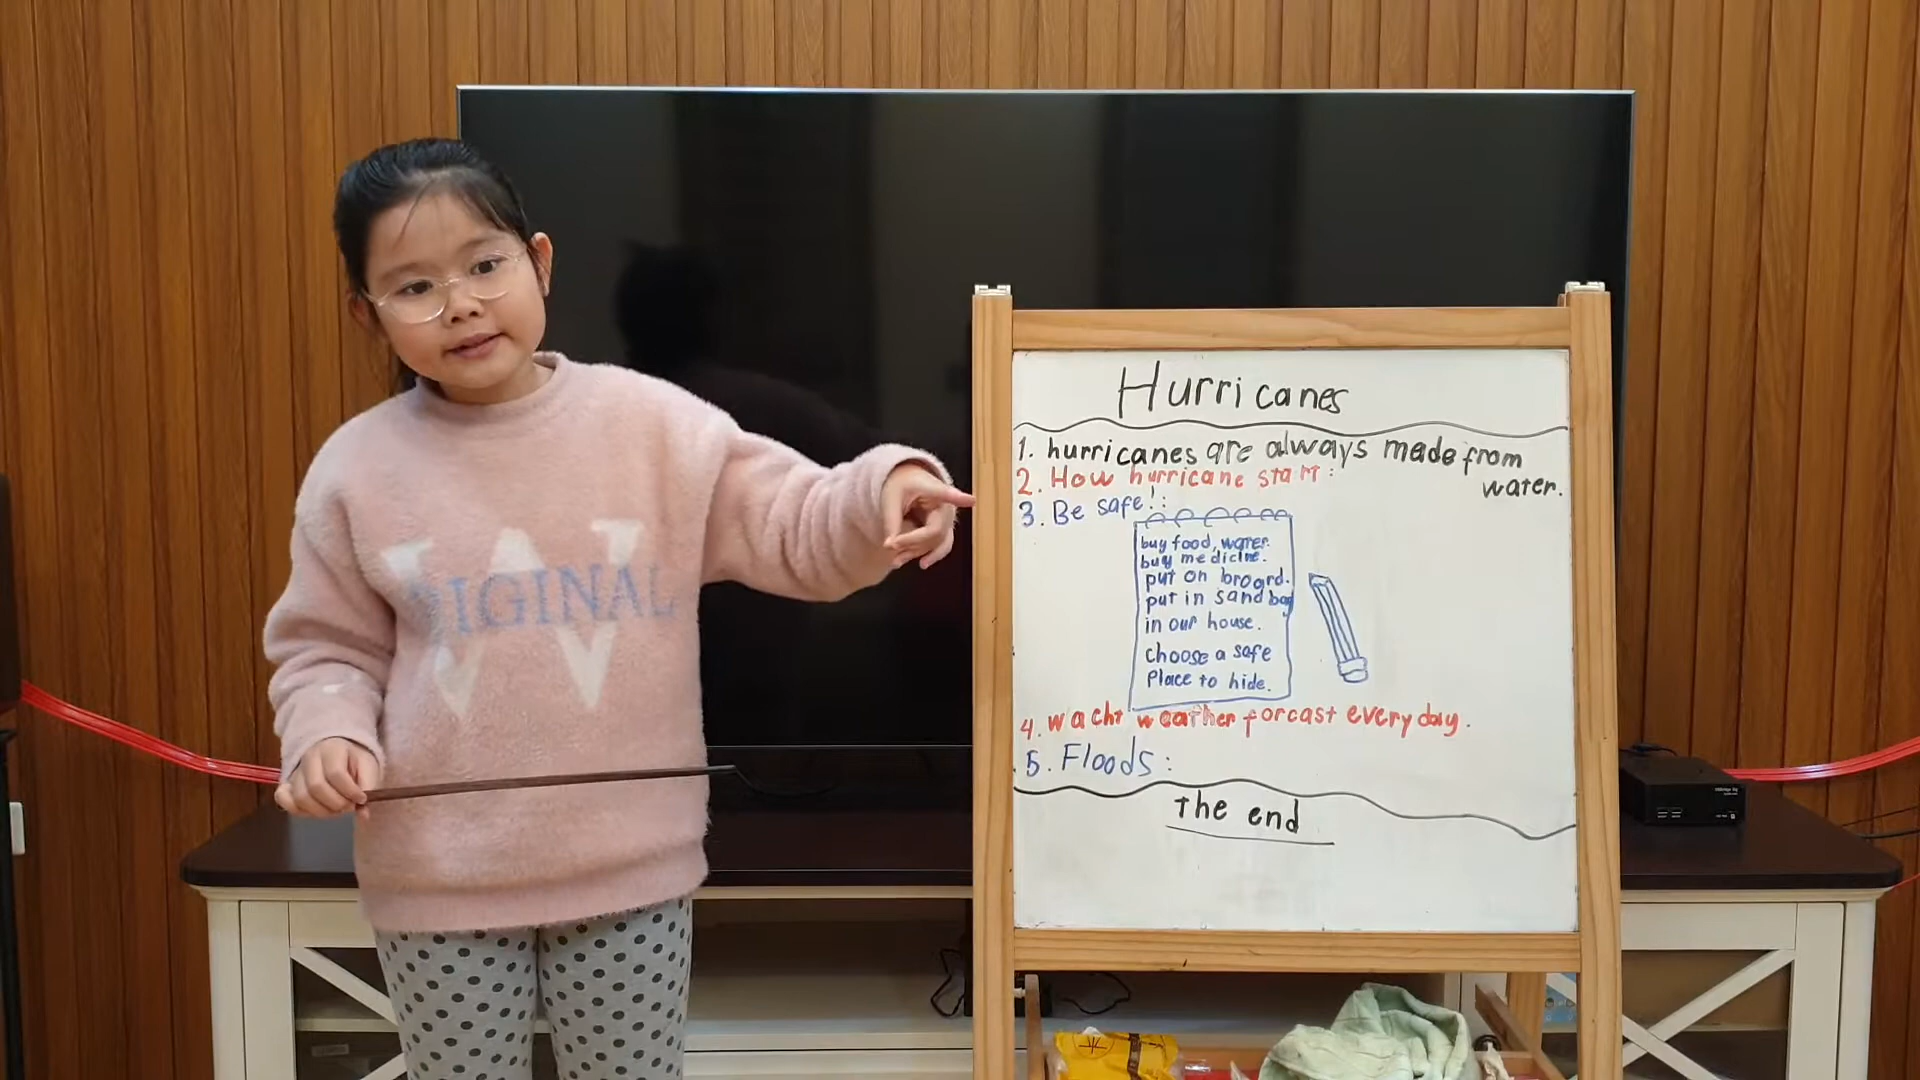 Hurricanes
1. hurricanes are always made from
water.
2. How hurricane start:
3. Be safe!:
buy food, water.
buy medicine.
put on broard.
put in sand bag
in our house.
choose a safe
Place to hide.
4. wacht weather forcast every day.
5. Floods:
The end
W
RIGINAL